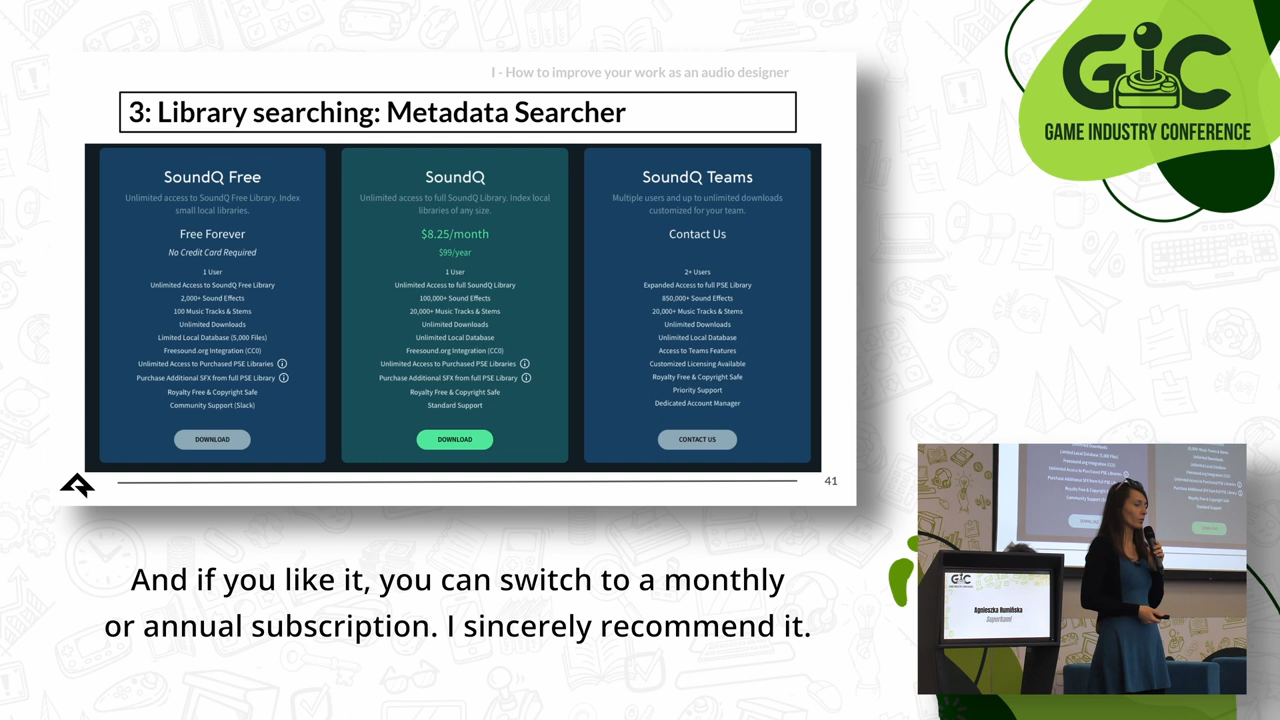 I - How to improve your work as an audio designer
3: Library searching: Metadata Searcher
SoundQ Free
Unlimited access to SoundQ Free Library. Index
small local libraries.
Free Forever
No Credit Card Required
1 User
Unlimited Access to SoundQ Free Library
2,000+ Sound Effects
100 Music Tracks & Stems
Unlimited Downloads
Limited Local Database (5,000 Files)
Freesound.org Integration (CC0)
Unlimited Access to Purchased PSE Libraries
Purchase Additional SFX from full PSE Library
Royalty Free & Copyright Safe
Community Support (Slack)
DOWNLOAD
SoundQ
Unlimited access to full SoundQ Library. Index local
libraries of any size.
$8.25/month
$99/year
1 User
Unlimited Access to full SoundQ Library
100,000+ Sound Effects
20,000+ Music Tracks & Stems
Unlimited Downloads
Unlimited Local Database
Freesound.org Integration (CC0)
Unlimited Access to Purchased PSE Libraries
Purchase Additional SFX from full PSE Library
Royalty Free & Copyright Safe
Standard Support
DOWNLOAD
SoundQ Teams
Multiple users and up to unlimited downloads
customized for your team.
Contact Us
2+ Users
Expanded Access to full PSE Library
850,000+ Sound Effects
20,000+ Music Tracks & Stems
Unlimited Downloads
Unlimited Local Database
Access to Teams Features
Customized Licensing Available
Royalty Free & Copyright Safe
Priority Support
Dedicated Account Manager
CONTACT US
41
And if you like it, you can switch to a monthly
or annual subscription. I sincerely recommend it.
GIC
GAME INDUSTRY CONFERENCE
GIC
Agnieszka Rumińska